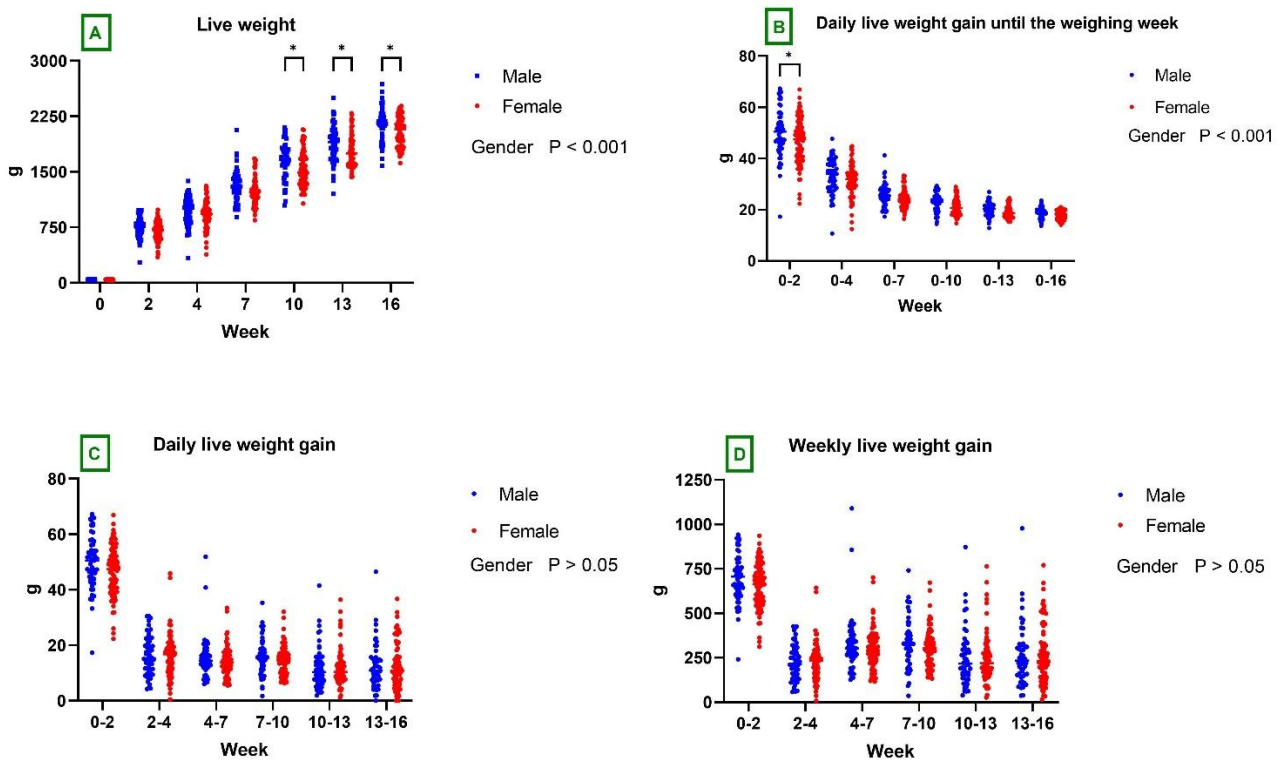 A
Live weight
* * *
3000
2250
1500
750
0
g
0 2 4 7 10 13 16
Week
Male
Female
Gender P < 0.001
B
Daily live weight gain until the weighing week
*
80
60
40
20
0
g
0-2 0-4 0-7 0-10 0-13 0-16
Week
Male
Female
Gender P < 0.001
C
Daily live weight gain
80
60
40
20
0
g
0-2 2-4 4-7 7-10 10-13 13-16
Week
Male
Female
Gender P > 0.05
D
Weekly live weight gain
1250
1000
750
500
250
0
g
0-2 2-4 4-7 7-10 10-13 13-16
Week
Male
Female
Gender P > 0.05